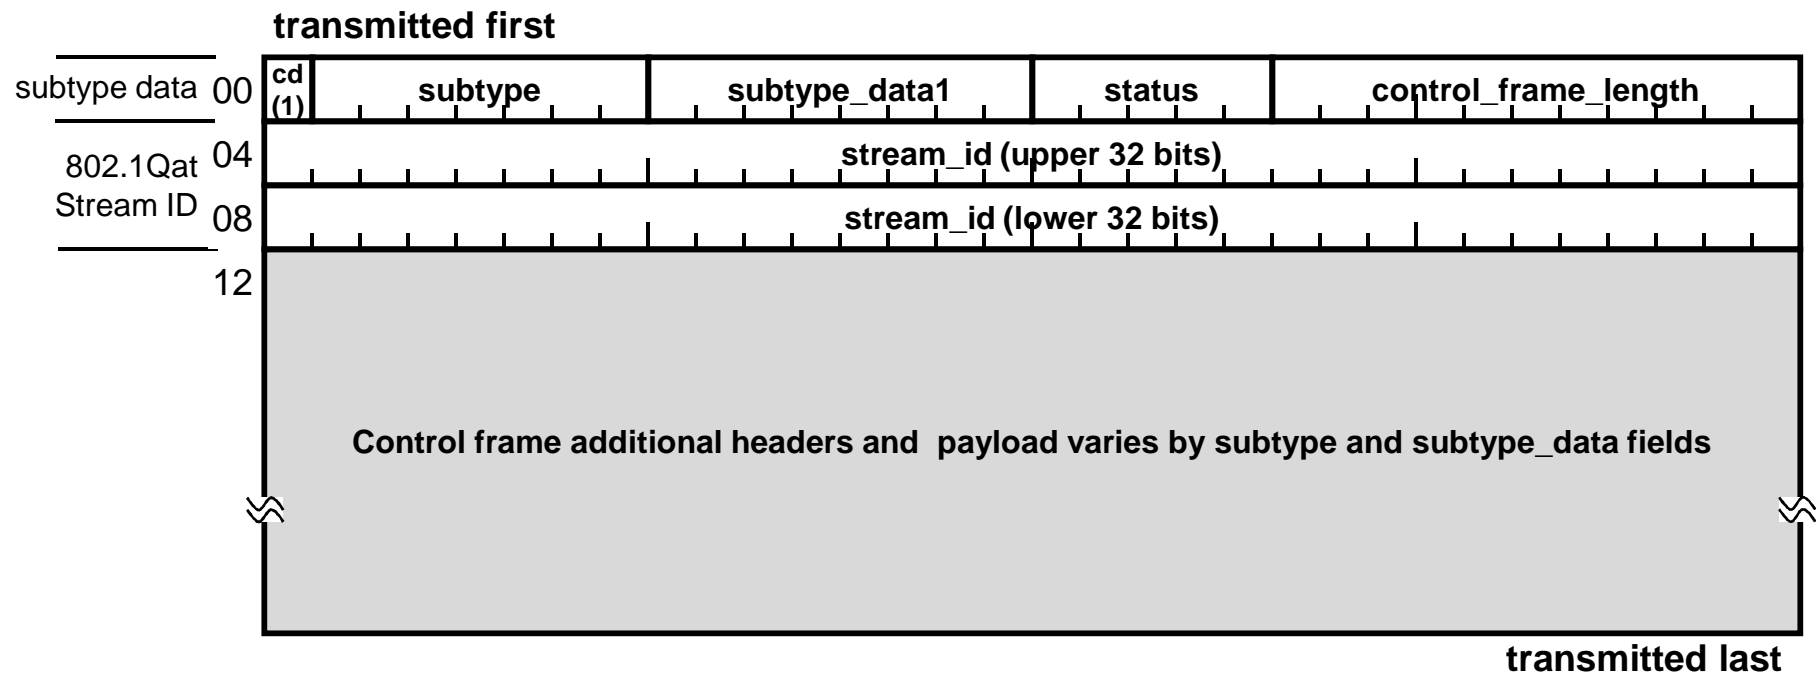 transmitted first
subtype data 00 cd (1) subtype subtype_data1 status control_frame_length
802.1Qat Stream ID
04 stream_id (upper 32 bits)
08 stream_id (lower 32 bits)
12
Control frame additional headers and payload varies by subtype and subtype_data fields
transmitted last